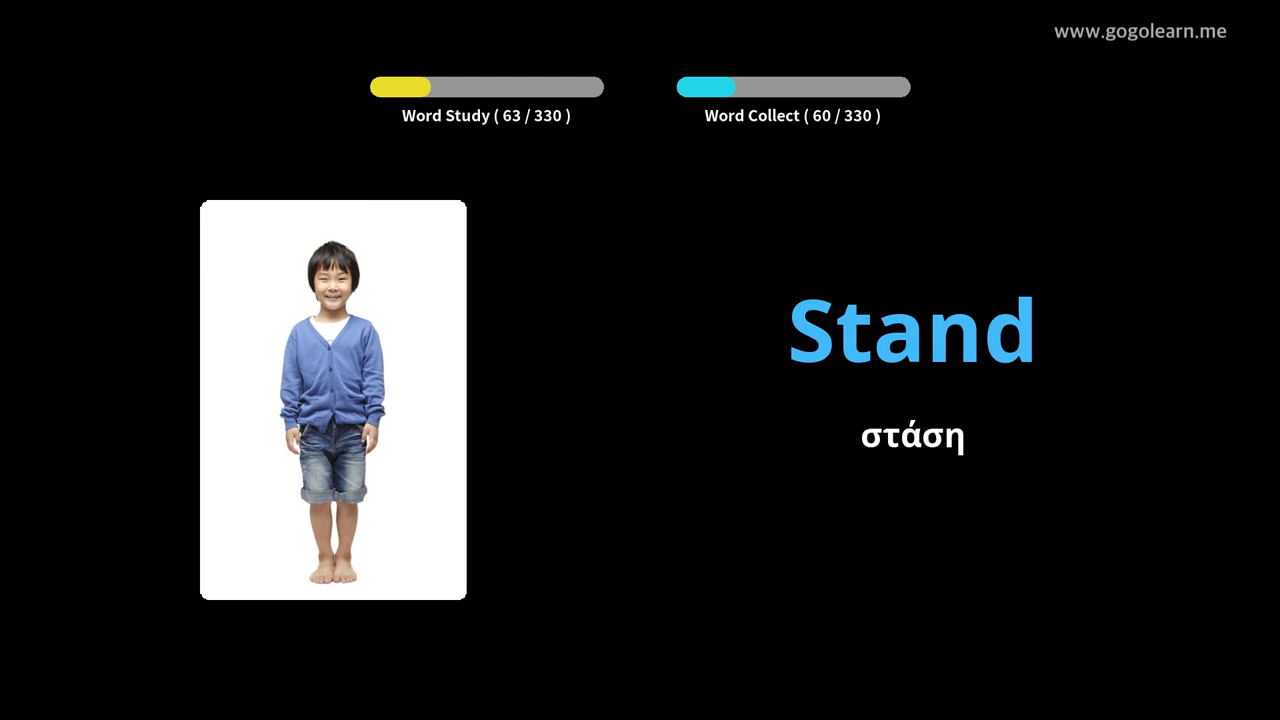 www.gogolearn.me
Word Study ( 63 / 330 )
Word Collect ( 60 / 330 )
Stand
στάση